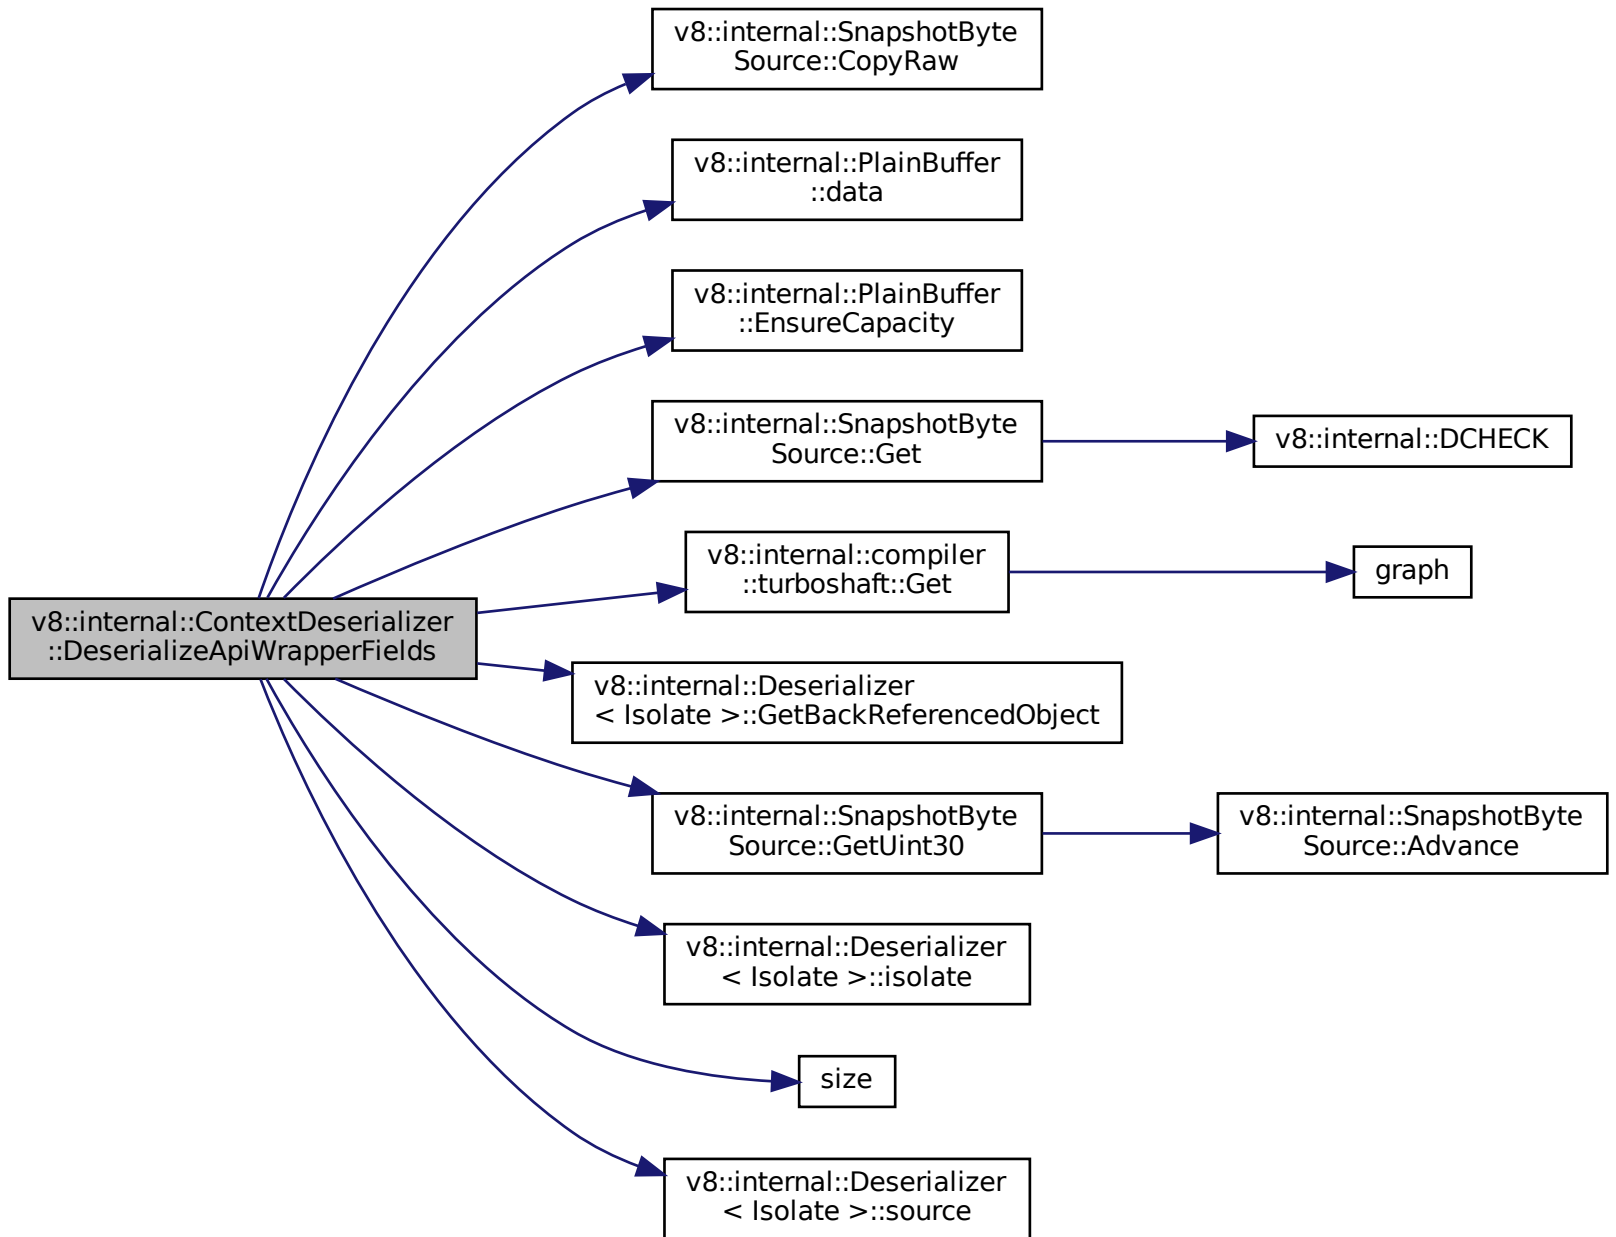 v8::internal::SnapshotByte
Source::CopyRaw
v8::internal::PlainBuffer
::data
v8::internal::PlainBuffer
::EnsureCapacity
v8::internal::SnapshotByte
Source::Get
v8::internal::DCHECK
v8::internal::compiler
::turboshaft::Get
graph
v8::internal::ContextDeserializer
::DeserializeApiWrapperFields
v8::internal::Deserializer
< Isolate >::GetBackReferencedObject
v8::internal::SnapshotByte
Source::GetUint30
v8::internal::SnapshotByte
Source::Advance
v8::internal::Deserializer
< Isolate >::isolate
size
v8::internal::Deserializer
< Isolate >::source